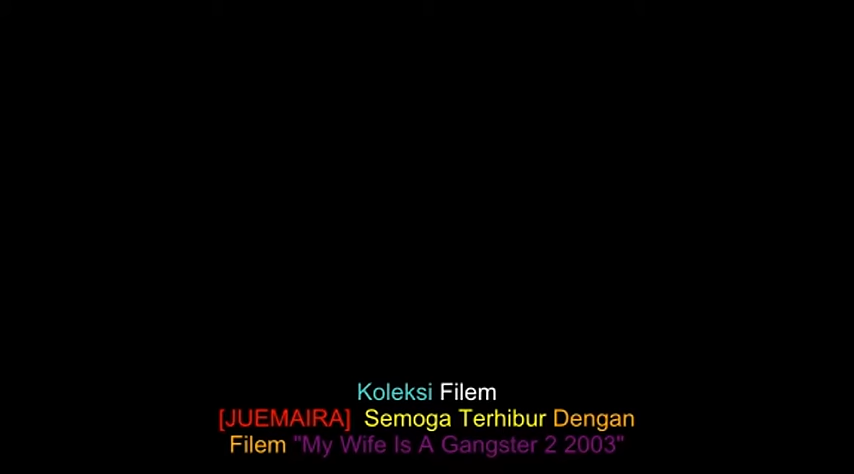 Koleksi Filem
[JUEMAIRA] Semoga Terhibur Dengan
Filem "My Wife Is A Gangster 2 2003"